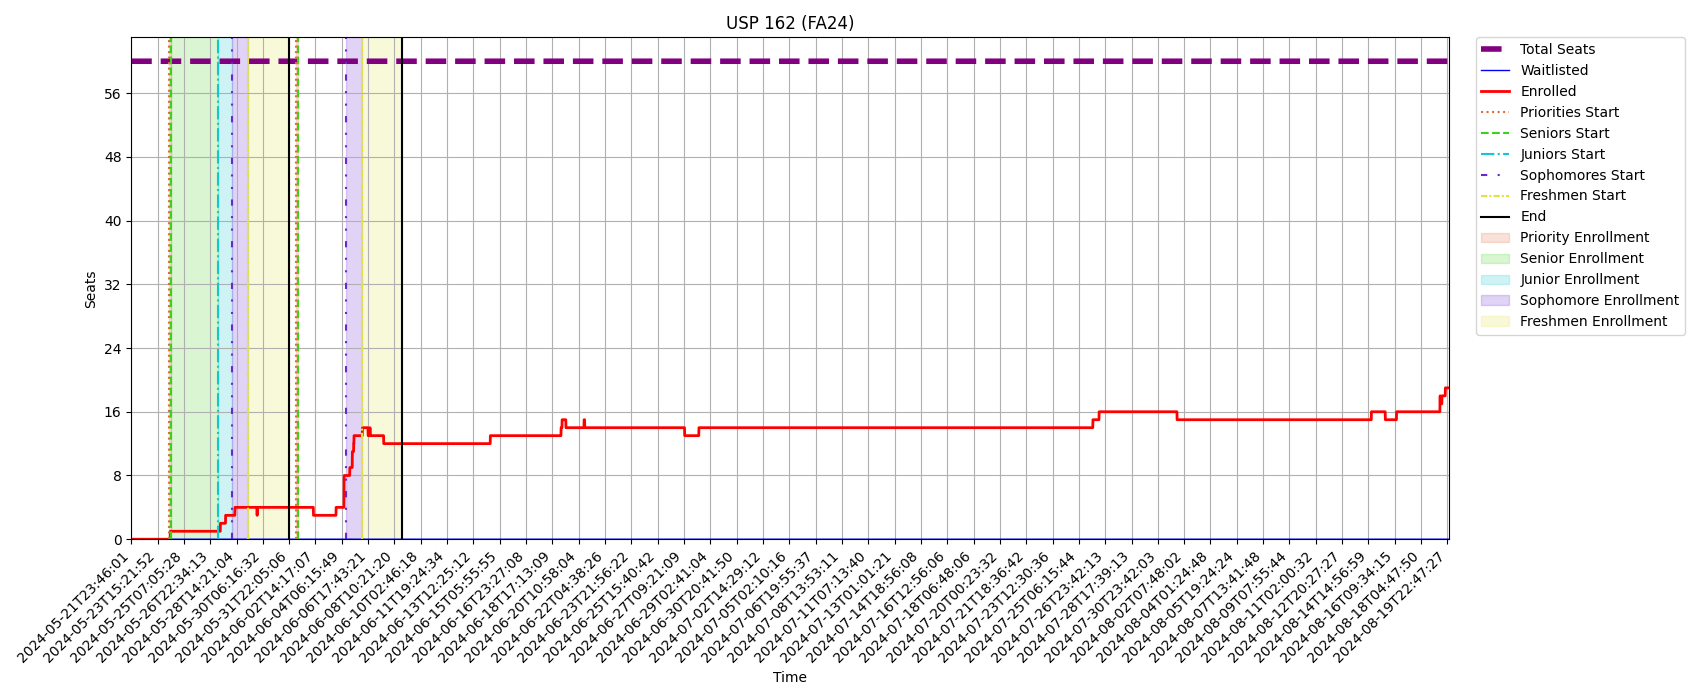 USP 162 (FA24)
Total Seats
Waitlisted
Enrolled
Priorities Start
Seniors Start
Juniors Start
Sophomores Start
Freshmen Start
End
Priority Enrollment
Senior Enrollment
Junior Enrollment
Sophomore Enrollment
Freshmen Enrollment
Seats
56
48
40
32
24
16
8
0
2024-05-21T23:46:01
2024-05-23T15:21:52
2024-05-25T07:05:28
2024-05-26T22:34:13
2024-05-28T14:21:04
2024-05-30T06:16:32
2024-05-31T22:05:06
2024-06-02T14:17:07
2024-06-04T06:15:49
2024-06-06T17:43:21
2024-06-08T10:21:20
2024-06-10T02:46:18
2024-06-11T19:24:34
2024-06-13T12:25:12
2024-06-15T05:55:55
2024-06-16T23:27:08
2024-06-18T17:13:09
2024-06-20T10:58:04
2024-06-22T04:38:26
2024-06-23T21:56:22
2024-06-25T15:40:42
2024-06-27T09:21:09
2024-06-29T02:41:04
2024-06-30T20:41:50
2024-07-02T14:29:12
2024-07-05T02:10:16
2024-07-06T19:55:37
2024-07-08T13:53:11
2024-07-11T07:13:40
2024-07-13T01:01:21
2024-07-14T18:56:08
2024-07-16T12:56:06
2024-07-18T06:48:06
2024-07-20T00:23:32
2024-07-21T18:36:42
2024-07-23T12:30:36
2024-07-25T06:15:44
2024-07-26T23:42:13
2024-07-28T17:39:13
2024-07-30T23:42:03
2024-08-02T07:48:02
2024-08-04T01:24:48
2024-08-05T19:24:24
2024-08-07T13:41:48
2024-08-09T07:55:44
2024-08-11T02:00:32
2024-08-12T20:27:27
2024-08-14T14:56:59
2024-08-16T09:34:15
2024-08-18T04:47:50
2024-08-19T22:47:27
Time